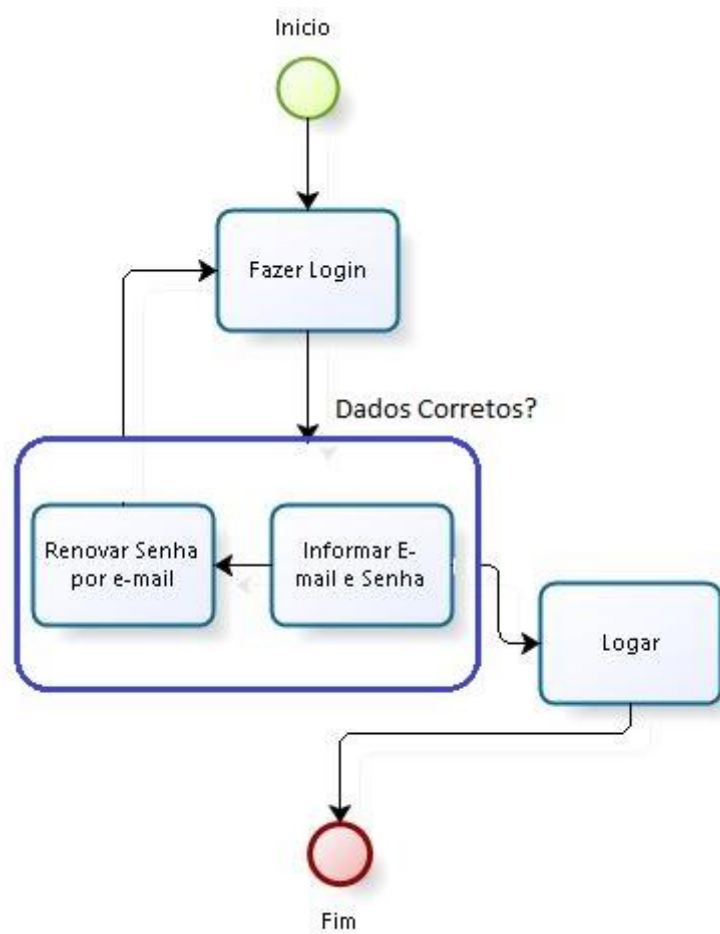 Inicio
Fazer Login
Dados Corretos?
Renovar Senha
por e-mail
Informar E-
mail e Senha
Logar
Fim